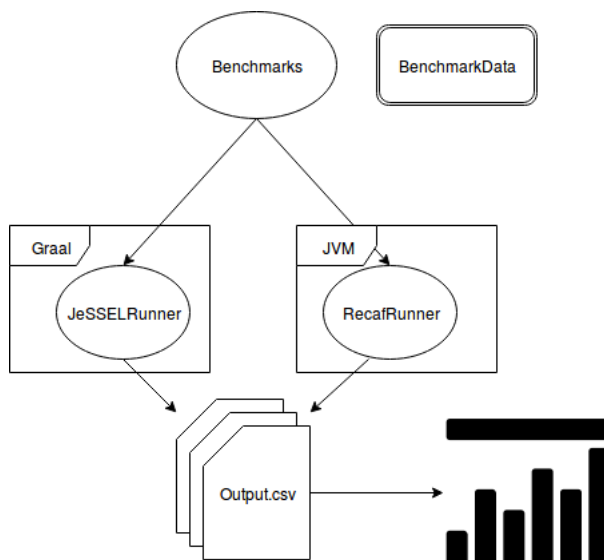 Benchmarks
BenchmarkData
Graal
JVM
JeSSELRunner
RecafRunner
Output.csv